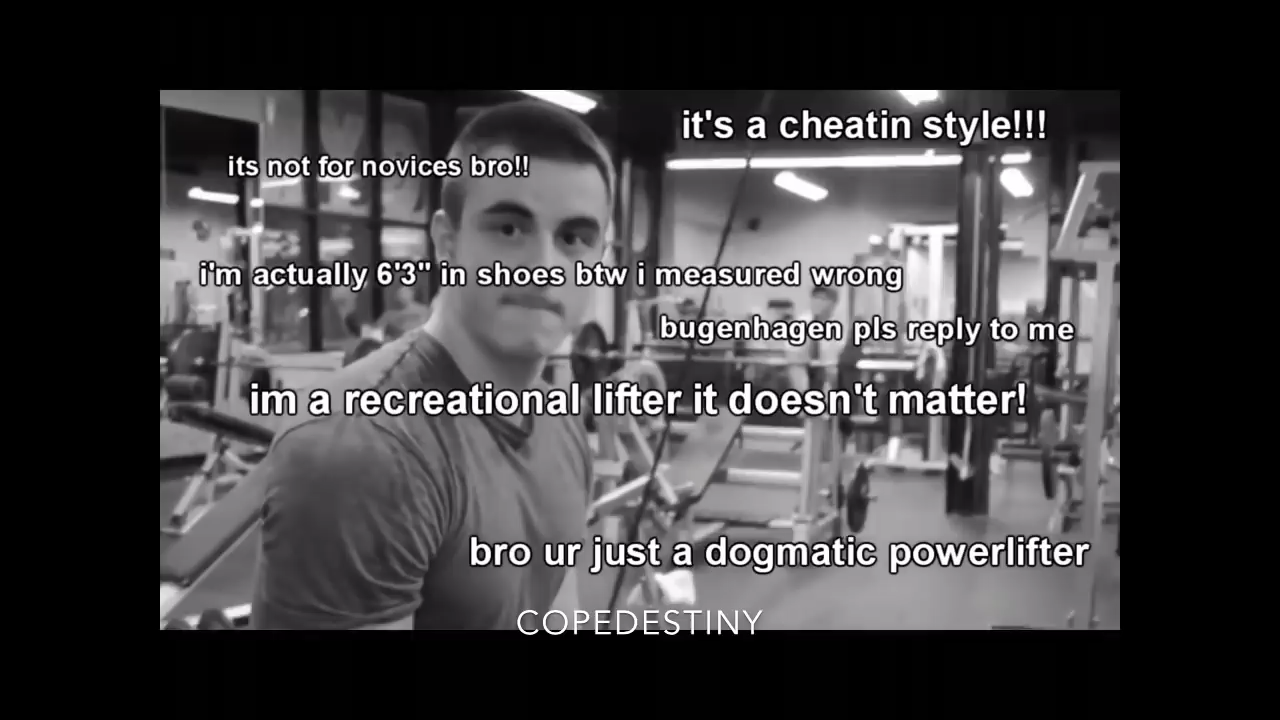 it's a cheatin style!!!
its not for novices bro!!
i'm actually 6'3" in shoes btw i measured wrong
bugenhagen pls reply to me
im a recreational lifter it doesn't matter!
bro ur just a dogmatic powerlifter
COPEDESTINY